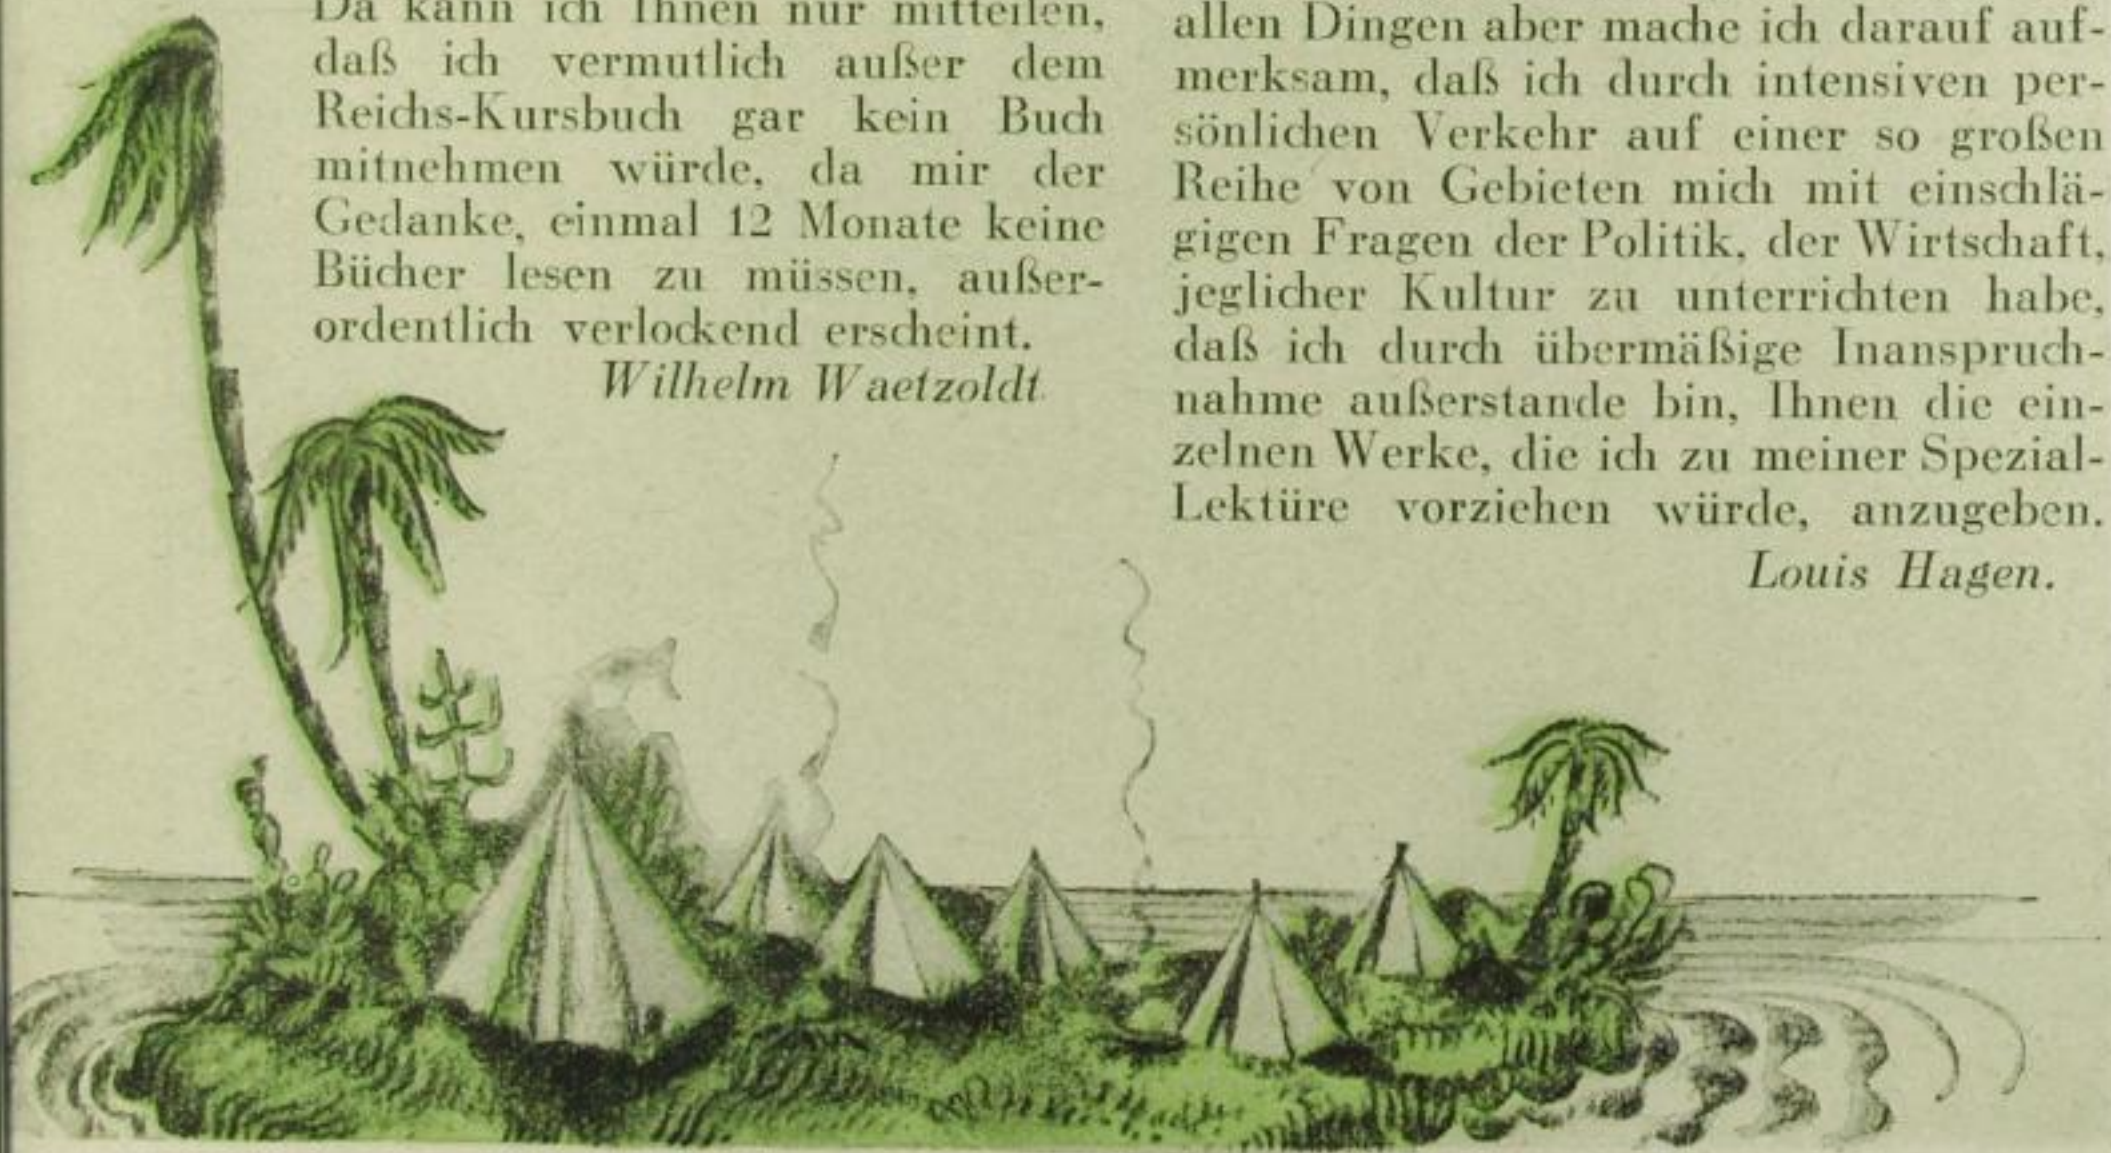 Da kann ich Ihnen nur mitteilen,
daß ich vermutlich außer dem
Reichs-Kursbuch gar kein Buch
mitnehmen würde, da mir der
Gedanke, einmal 12 Monate keine
Bücher lesen zu müssen, außer-
ordentlich verlockend erscheint.
Wilhelm Waetzoldt
allen Dingen aber mache ich darauf auf-
merksam, daß ich durch intensiven per-
sönlichen Verkehr auf einer so großen
Reihe von Gebieten mich mit einschlä-
gigen Fragen der Politik, der Wirtschaft,
jeglicher Kultur zu unterrichten habe,
daß ich durch übermäßige Inanspruch-
nahme außerstande bin, Ihnen die ein-
zelnen Werke, die ich zu meiner Spezial-
Lektüre vorziehen würde, anzugeben.
Louis Hagen.